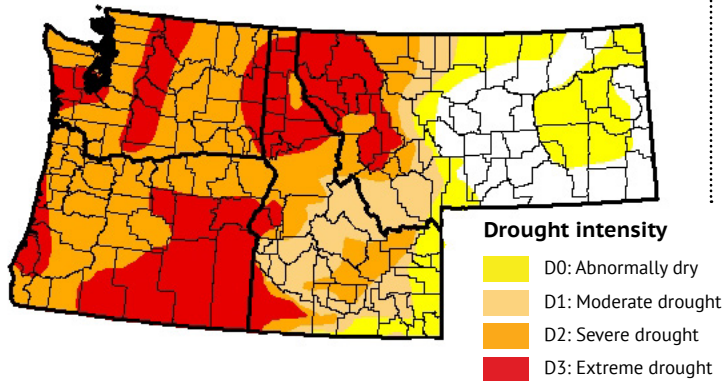 Drought intensity
D0: Abnormally dry
D1: Moderate drought
D2: Severe drought
D3: Extreme drought